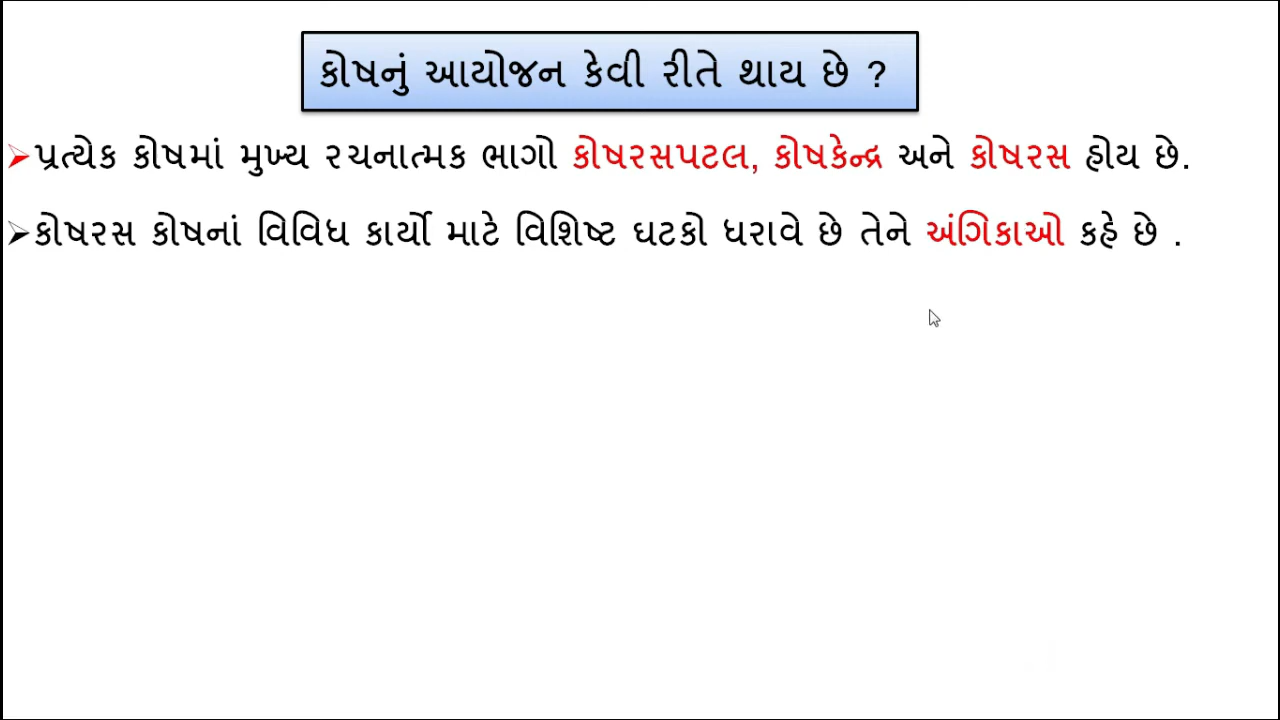 કોષનું આયોજન કેવી રીતે થાય છે ?
પ્રત્યેક કોષમાં મુખ્ય રચનાત્મક ભાગો કોષરસપટલ, કોષકેન્દ્ર અને કોષરસ હોય છે.
કોષરસ કોષનાં વિવિધ કાર્યો માટે વિશિષ્ટ ઘટકો ધરાવે છે તેને અંગિકાઓ કહે છે .